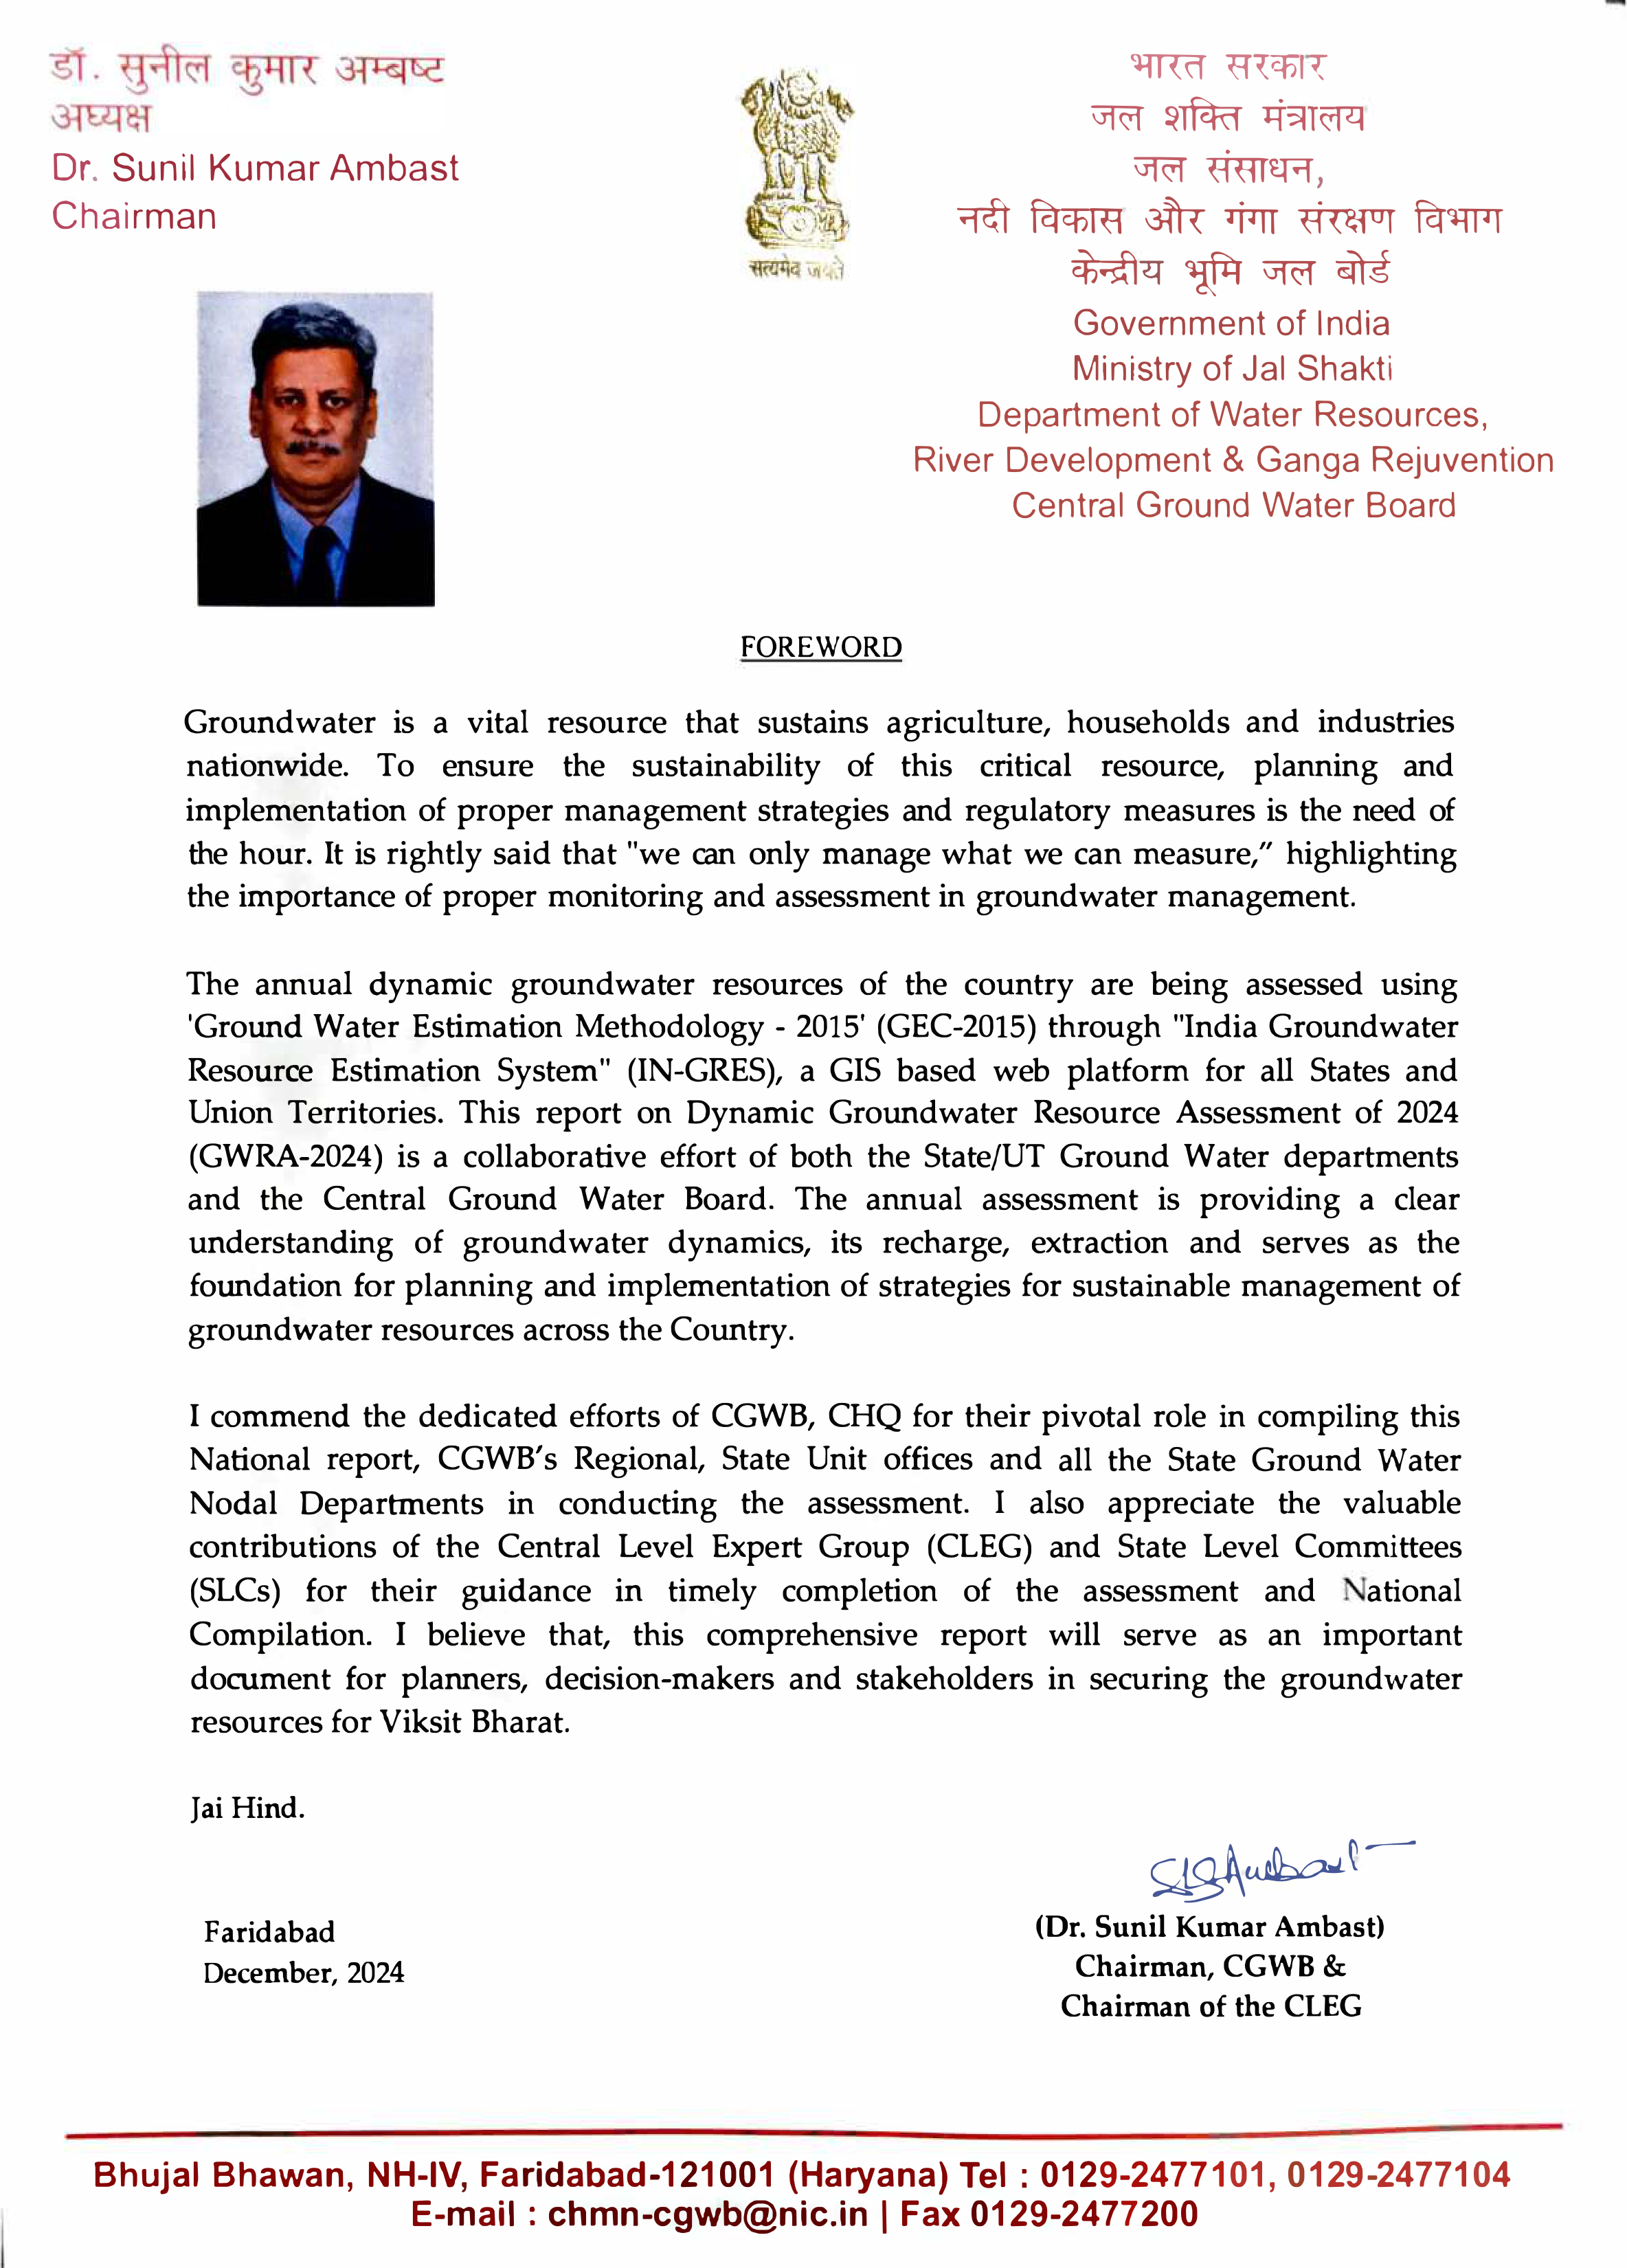 डॉ. सुनील कुमार अम्बष्ट
अध्यक्ष
Dr. Sunil Kumar Ambast
Chairman
सत्यमेव जयते
भारत सरकार
जल शक्ति मंत्रालय
जल संसाधन,
नदी विकास और गंगा संरक्षण विभाग
केन्द्रीय भूमि जल बोर्ड
Government of India
Ministry of Jal Shakti
Department of Water Resources,
River Development & Ganga Rejuvention
Central Ground Water Board
FOREWORD
Groundwater is a vital resource that sustains agriculture, households and industries
nationwide. To ensure the sustainability of this critical resource, planning and
implementation of proper management strategies and regulatory measures is the need of
the hour. It is rightly said that "we can only manage what we can measure,” highlighting
the importance of proper monitoring and assessment in groundwater management.
The annual dynamic groundwater resources of the country are being assessed using
'Ground Water Estimation Methodology - 2015' (GEC-2015) through "India Groundwater
Resource Estimation System" (IN-GRES), a GIS based web platform for all States and
Union Territories. This report on Dynamic Groundwater Resource Assessment of 2024
(GWRA-2024) is a collaborative effort of both the State/UT Ground Water departments
and the Central Ground Water Board. The annual assessment is providing a clear
understanding of groundwater dynamics, its recharge, extraction and serves as the
foundation for planning and implementation of strategies for sustainable management of
groundwater resources across the Country.
I commend the dedicated efforts of CGWB, CHQ for their pivotal role in compiling this
National report, CGWB’s Regional, State Unit offices and all the State Ground Water
Nodal Departments in conducting the assessment. I also appreciate the valuable
contributions of the Central Level Expert Group (CLEG) and State Level Committees
(SLCs) for their guidance in timely completion of the assessment and National
Compilation. I believe that, this comprehensive report will serve as an important
document for planners, decision-makers and stakeholders in securing the groundwater
resources for Viksit Bharat.
Jai Hind.
Faridabad
December, 2024
(Dr. Sunil Kumar Ambast)
Chairman, CGWB &
Chairman of the CLEG
Bhujal Bhawan, NH-IV, Faridabad-121001 (Haryana) Tel : 0129-2477101, 0129-2477104
E-mail : chmn-cgwb@nic.in | Fax 0129-2477200